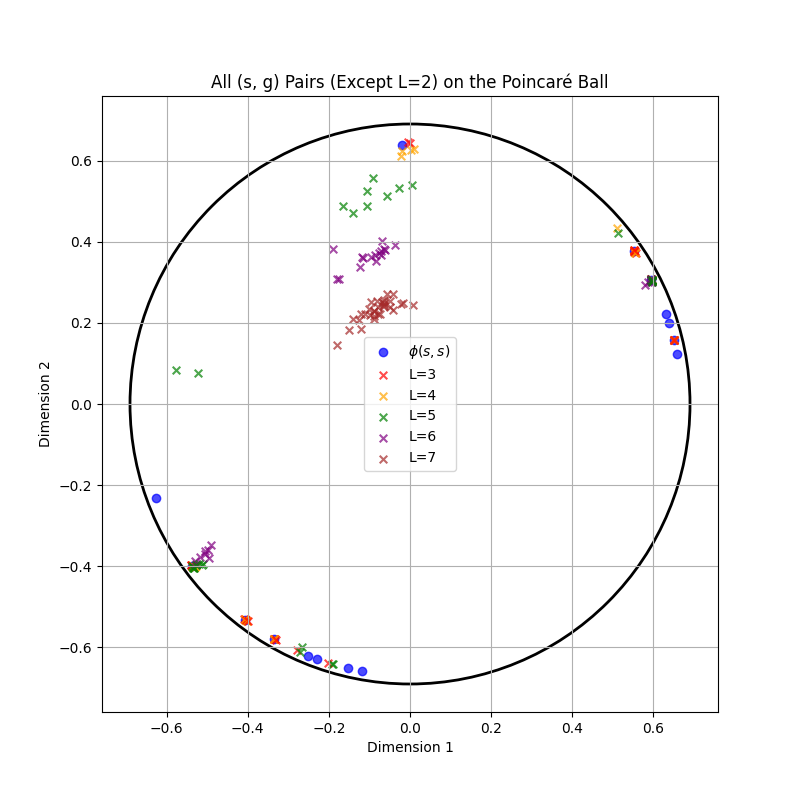 All (s, g) Pairs (Except L=2) on the Poincaré Ball
Dimension 2
0.6
0.4
0.2
0.0
−0.2
−0.4
−0.6
ϕ(s, s)
L=3
L=4
L=5
L=6
L=7
−0.6 −0.4 −0.2 0.0 0.2 0.4 0.6
Dimension 1